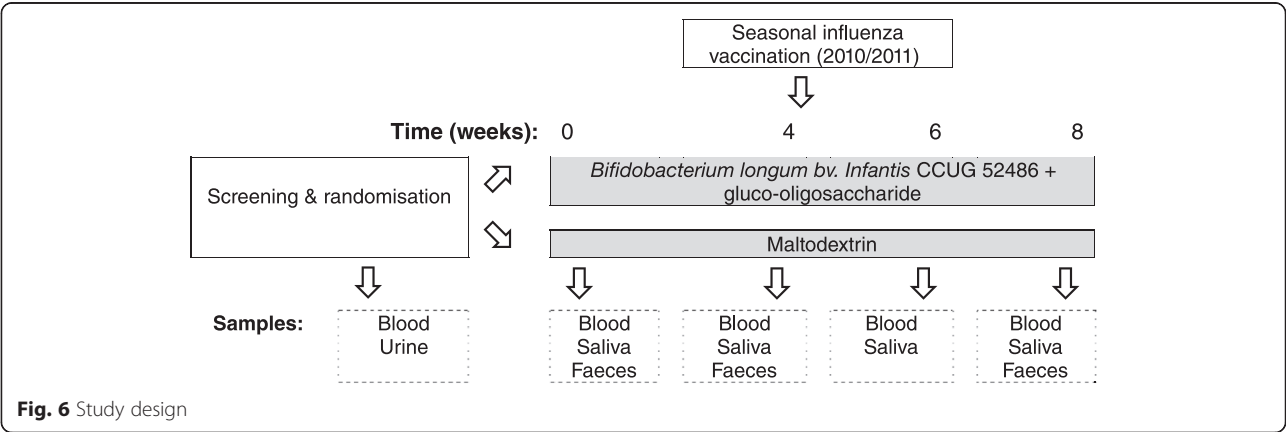 Seasonal influenza
vaccination (2010/2011)
Time (weeks): 0 4 6 8
Bifidobacterium longum bv. Infantis CCUG 52486 +
gluco-oligosaccharide
Screening & randomisation
Maltodextrin
Samples:
Blood
Urine
Blood
Saliva
Faeces
Blood
Saliva
Faeces
Blood
Saliva
Blood
Saliva
Faeces
Fig. 6 Study design